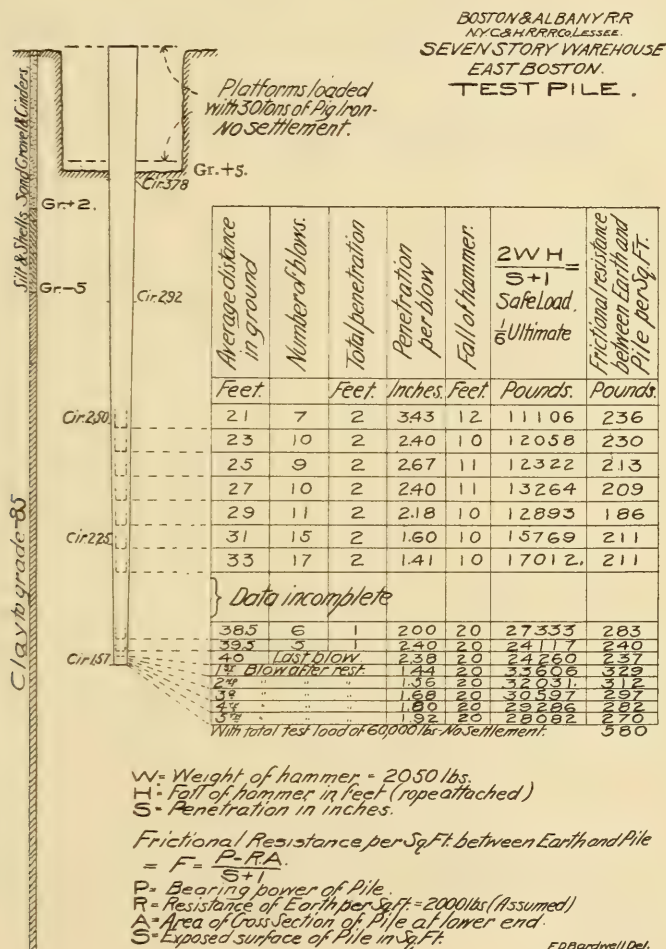 BOSTON & ALBANY R.R
N.Y.C & H.R.R.R Co. LESSEE.
SEVEN STORY WAREHOUSE
EAST BOSTON.
TEST PILE.
Platforms loaded
with 30 tons of Pig Iron-
No Settlement.
Silt & Shells, Sand Gravel & Cinders.
Gr.+5.
Cir. 3.78
Gr.+2.
Gr.-5
Cir. 2.92
Cir. 2.50
Cir. 2.25
Cir. 1.57
Clay to grade-85
Average distance in ground | Number of blows. | Total penetration | Penetration per blow | Fall of hammer. | 2WH / S+1 = Safe Load. 1/6 Ultimate | Frictional resistance between Earth and Pile per Sq. Ft.
Feet. | | Feet. | Inches. | Feet. | Pounds. | Pounds.
21 7 2 3.43 12 11106 236
23 10 2 2.40 10 12058 230
25 9 2 2.67 11 12322 213
27 10 2 2.40 11 13264 209
29 11 2 2.18 10 12893 186
31 15 2 1.60 10 15769 211
33 17 2 1.41 10 17012. 211
} Data incomplete
38.5 6 1 2.00 20 27333 283
39.5 5 1 2.40 20 24117 240
40 Last blow 2.38 20 24260 237
1st Blow after rest. 1.44 20 33606 329
2nd " " " 1.56 20 32031. 312
3d " " " 1.68 20 30597 297
4th " " " 1.80 20 29286 282
5th " " " 1.92 20 28082 270
With total test load of 60,000 lbs-No Settlement. 580
W= Weight of hammer = 2050 lbs.
H= Fall of hammer in feet (rope attached)
S= Penetration in inches.
Frictional Resistance per Sq. Ft. between Earth and Pile
= F = P-R.A. / S+1
P= Bearing power of Pile.
R= Resistance of Earth per Sq. Ft. = 2000 lbs (Assumed)
A= Area of Cross Section of Pile at lower end.
S= Exposed surface of Pile in Sq. Ft.
F.D. Bardwell Del.